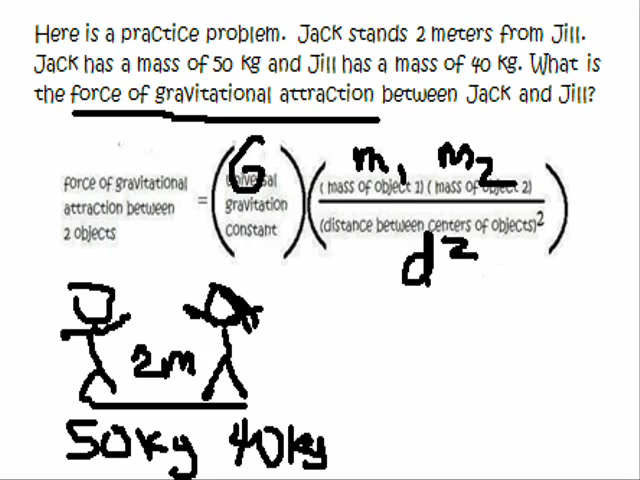 Here is a practice problem. Jack stands 2 meters from Jill.
Jack has a mass of 50 kg and Jill has a mass of 40 kg. What is
the force of gravitational attraction between Jack and Jill?
G m1 m2
force of gravitational
attraction between
2 objects
=
universal
gravitation
constant
(mass of object 1) (mass of object 2)
(distance between centers of objects)²
d²
2m
50kg 40kg